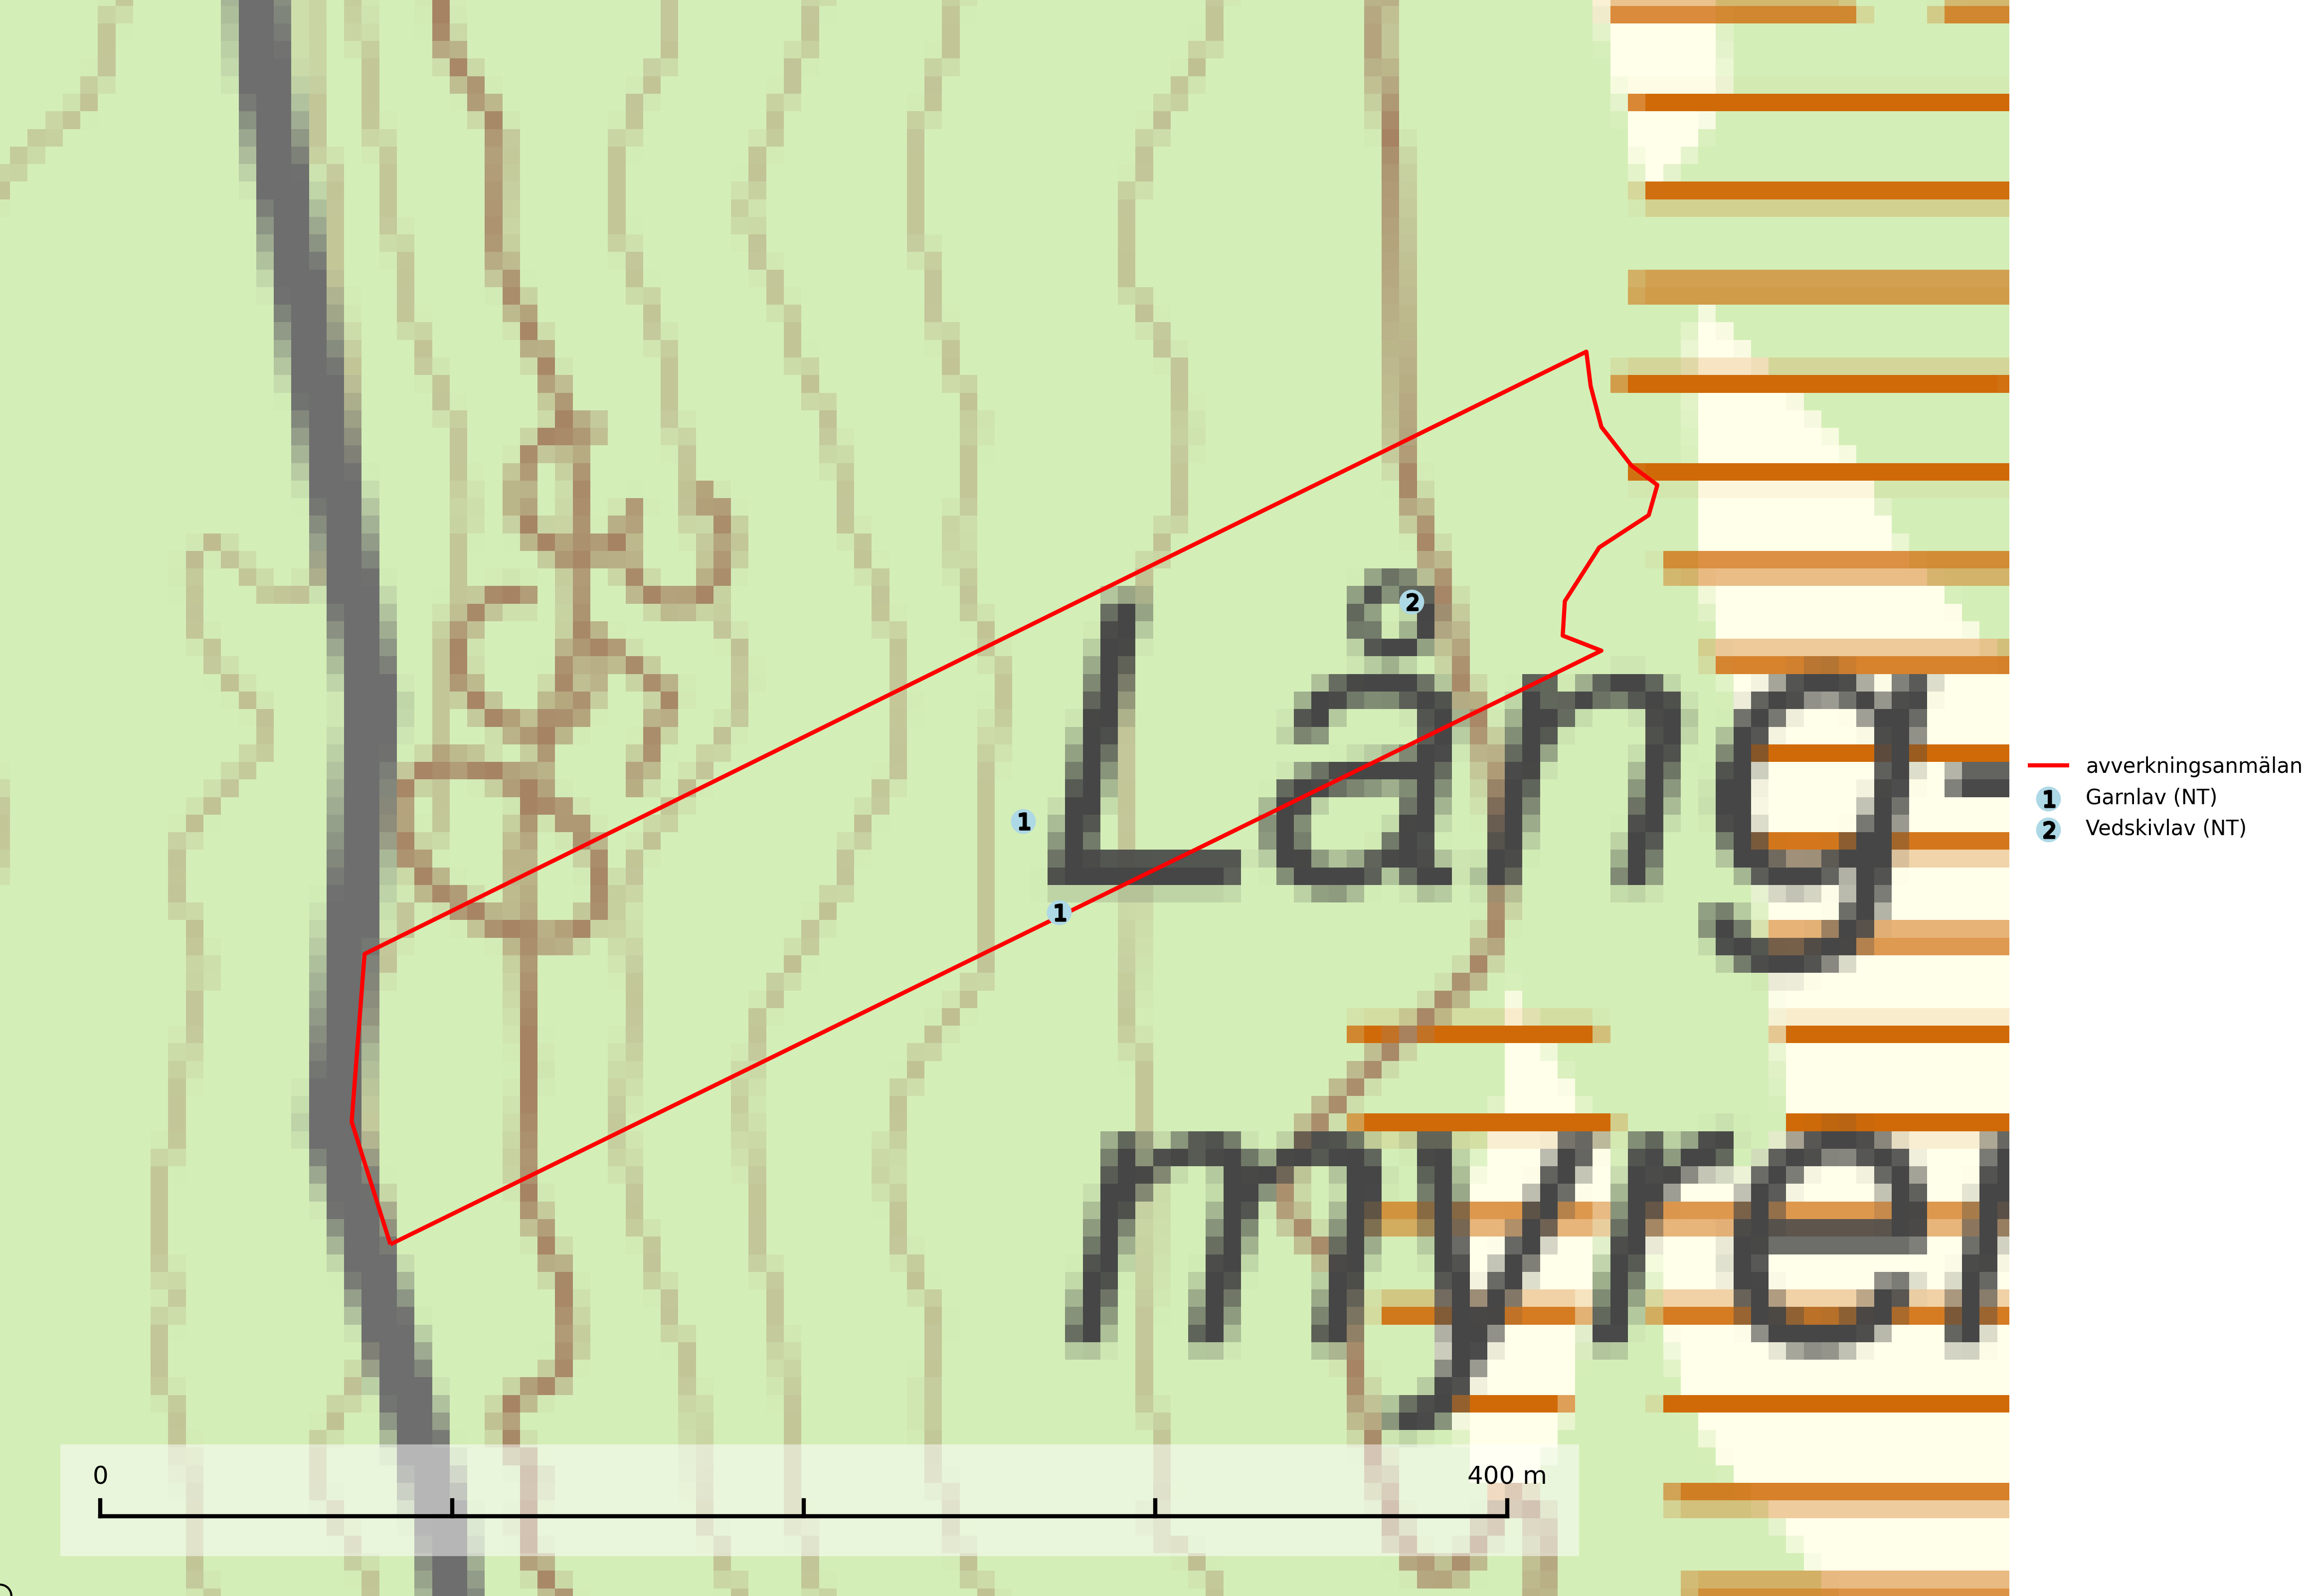 2
Lång-
1
1
myren
0 400 m
avverkningsanmälan
1 Garnlav (NT)
2 Vedskivlav (NT)